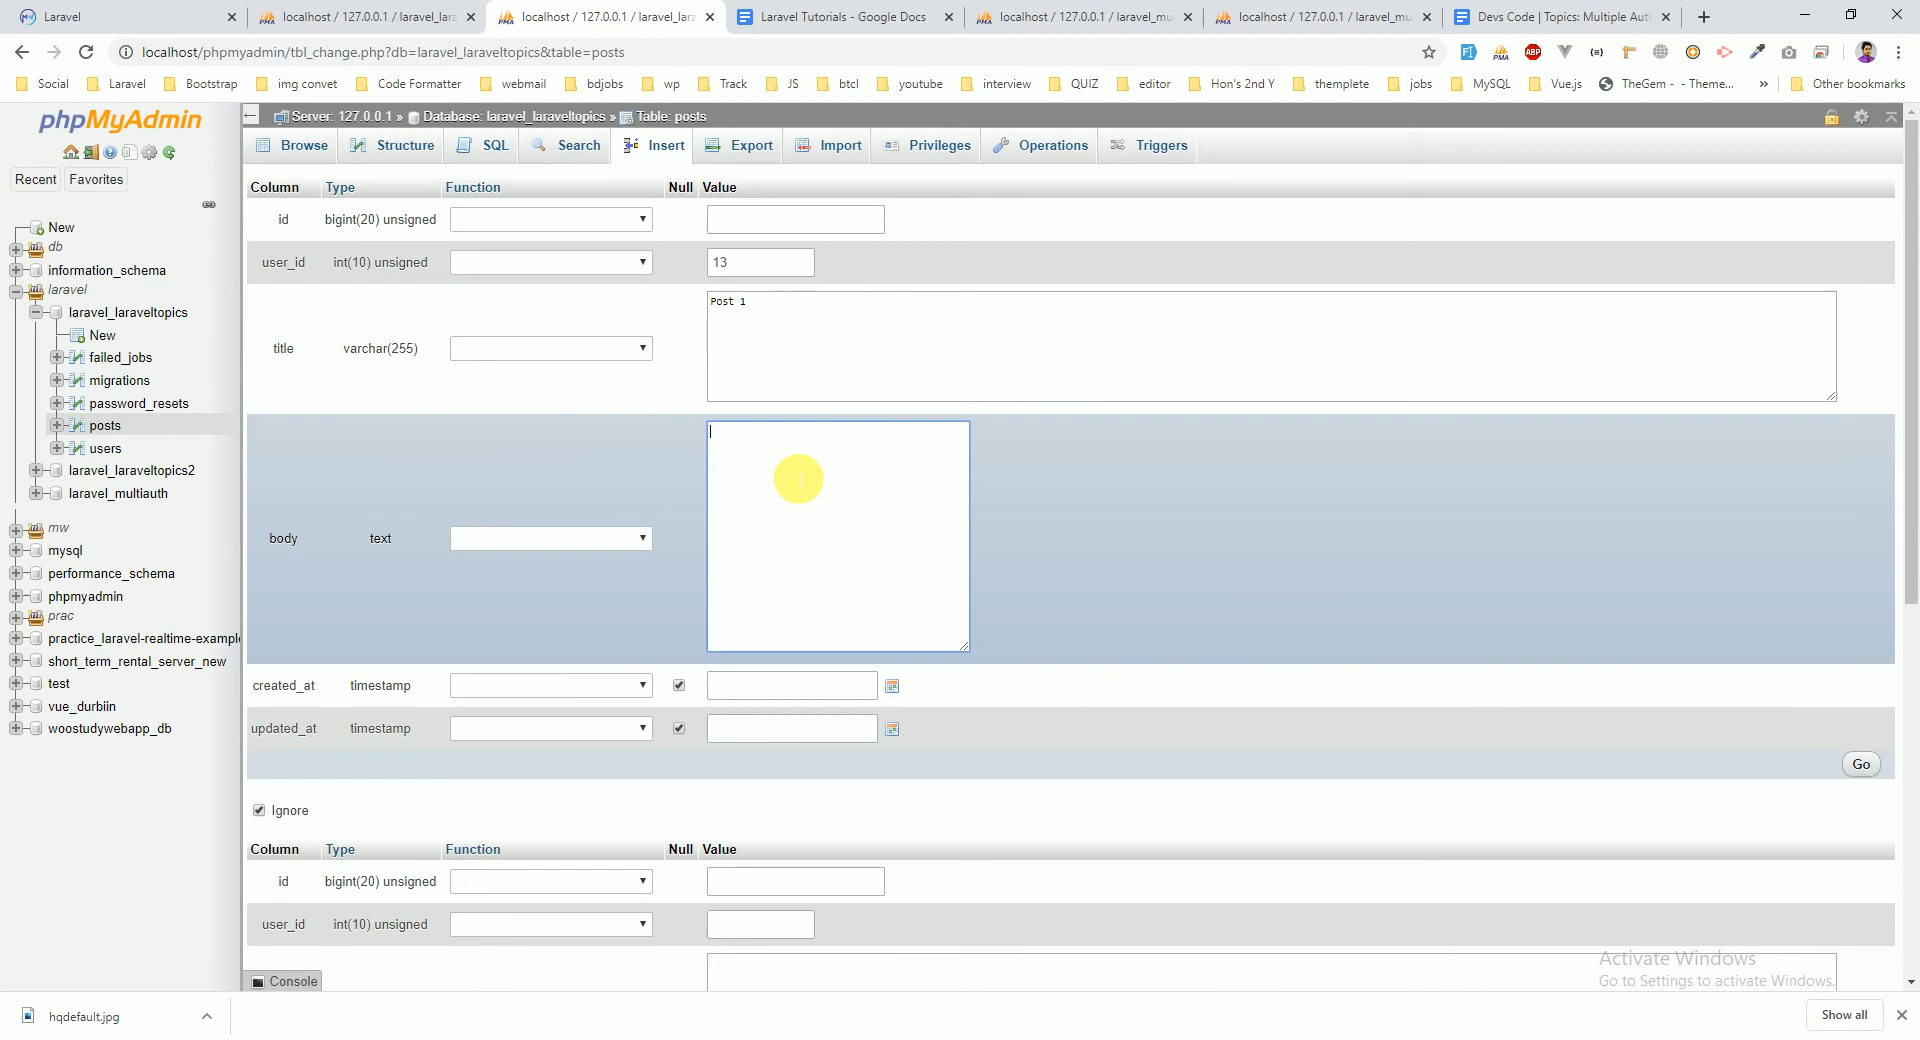 Laravel
localhost / 127.0.0.1 / laravel_lara
localhost / 127.0.0.1 / laravel_lara
Laravel Tutorials - Google Docs
localhost / 127.0.0.1 / laravel_mu
localhost / 127.0.0.1 / laravel_mu
Devs Code | Topics: Multiple Aut
localhost/phpmyadmin/tbl_change.php?db=laravel_laraveltopics&table=posts
Social
Laravel
Bootstrap
img convet
Code Formatter
webmail
bdjobs
wp
Track
JS
btcl
youtube
interview
QUIZ
editor
Hon's 2nd Y
themplete
jobs
MySQL
Vue.js
TheGem - - Theme...
»
Other bookmarks
phpMyAdmin
Recent
Favorites
New
db
information_schema
laravel
laravel_laraveltopics
New
failed_jobs
migrations
password_resets
posts
users
laravel_laraveltopics2
laravel_multiauth
mw
mysql
performance_schema
phpmyadmin
prac
practice_laravel-realtime-example
short_term_rental_server_new
test
vue_durbiin
woostudywebapp_db
Server: 127.0.0.1 » Database: laravel_laraveltopics » Table: posts
Browse
Structure
SQL
Search
Insert
Export
Import
Privileges
Operations
Triggers
Column Type Function Null Value
id bigint(20) unsigned
user_id int(10) unsigned 13
Post 1
title varchar(255)
body text
created_at timestamp
updated_at timestamp
Go
Ignore
Column Type Function Null Value
id bigint(20) unsigned
user_id int(10) unsigned
Console
Activate Windows
Go to Settings to activate Windows.
hqdefault.jpg
Show all